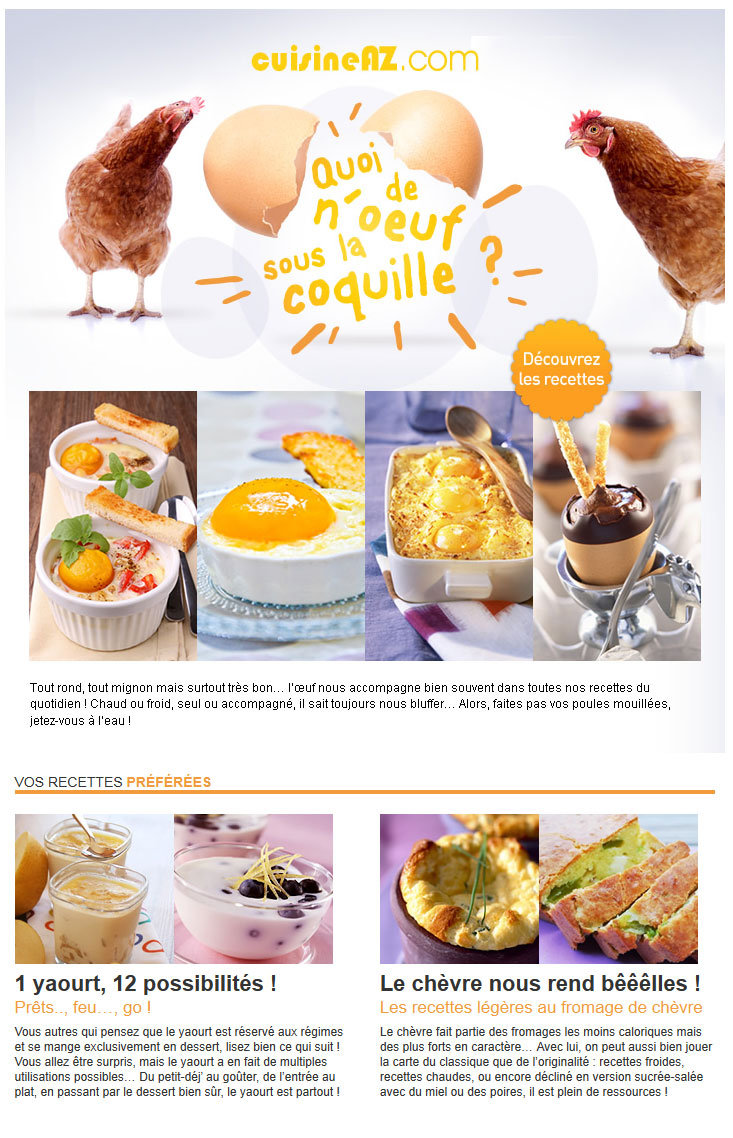 cuisineAZ.com
Quoi de
n'oeuf
sous la
coquille ?
Découvrez
les recettes
Tout rond, tout mignon mais surtout très bon… l’œuf nous accompagne bien souvent dans toutes nos recettes du
quotidien ! Chaud ou froid, seul ou accompagné, il sait toujours nous bluffer… Alors, faites pas vos poules mouillées,
jetez-vous à l’eau !
VOS RECETTES PRÉFÉRÉES
1 yaourt, 12 possibilités !
Prêts.., feu…, go !
Vous autres qui pensez que le yaourt est réservé aux régimes
et se mange exclusivement en dessert, lisez bien ce qui suit !
Vous allez être surpris, mais le yaourt a en fait de multiples
utilisations possibles… Du petit-déj’ au goûter, de l’entrée au
plat, en passant par le dessert bien sûr, le yaourt est partout !
Le chèvre nous rend bêêêlles !
Les recettes légères au fromage de chèvre
Le chèvre fait partie des fromages les moins caloriques mais
des plus forts en caractère… Avec lui, on peut aussi bien jouer
la carte du classique que de l’originalité : recettes froides,
recettes chaudes, ou encore décliné en version sucrée-salée
avec du miel ou des poires, il est plein de ressources !